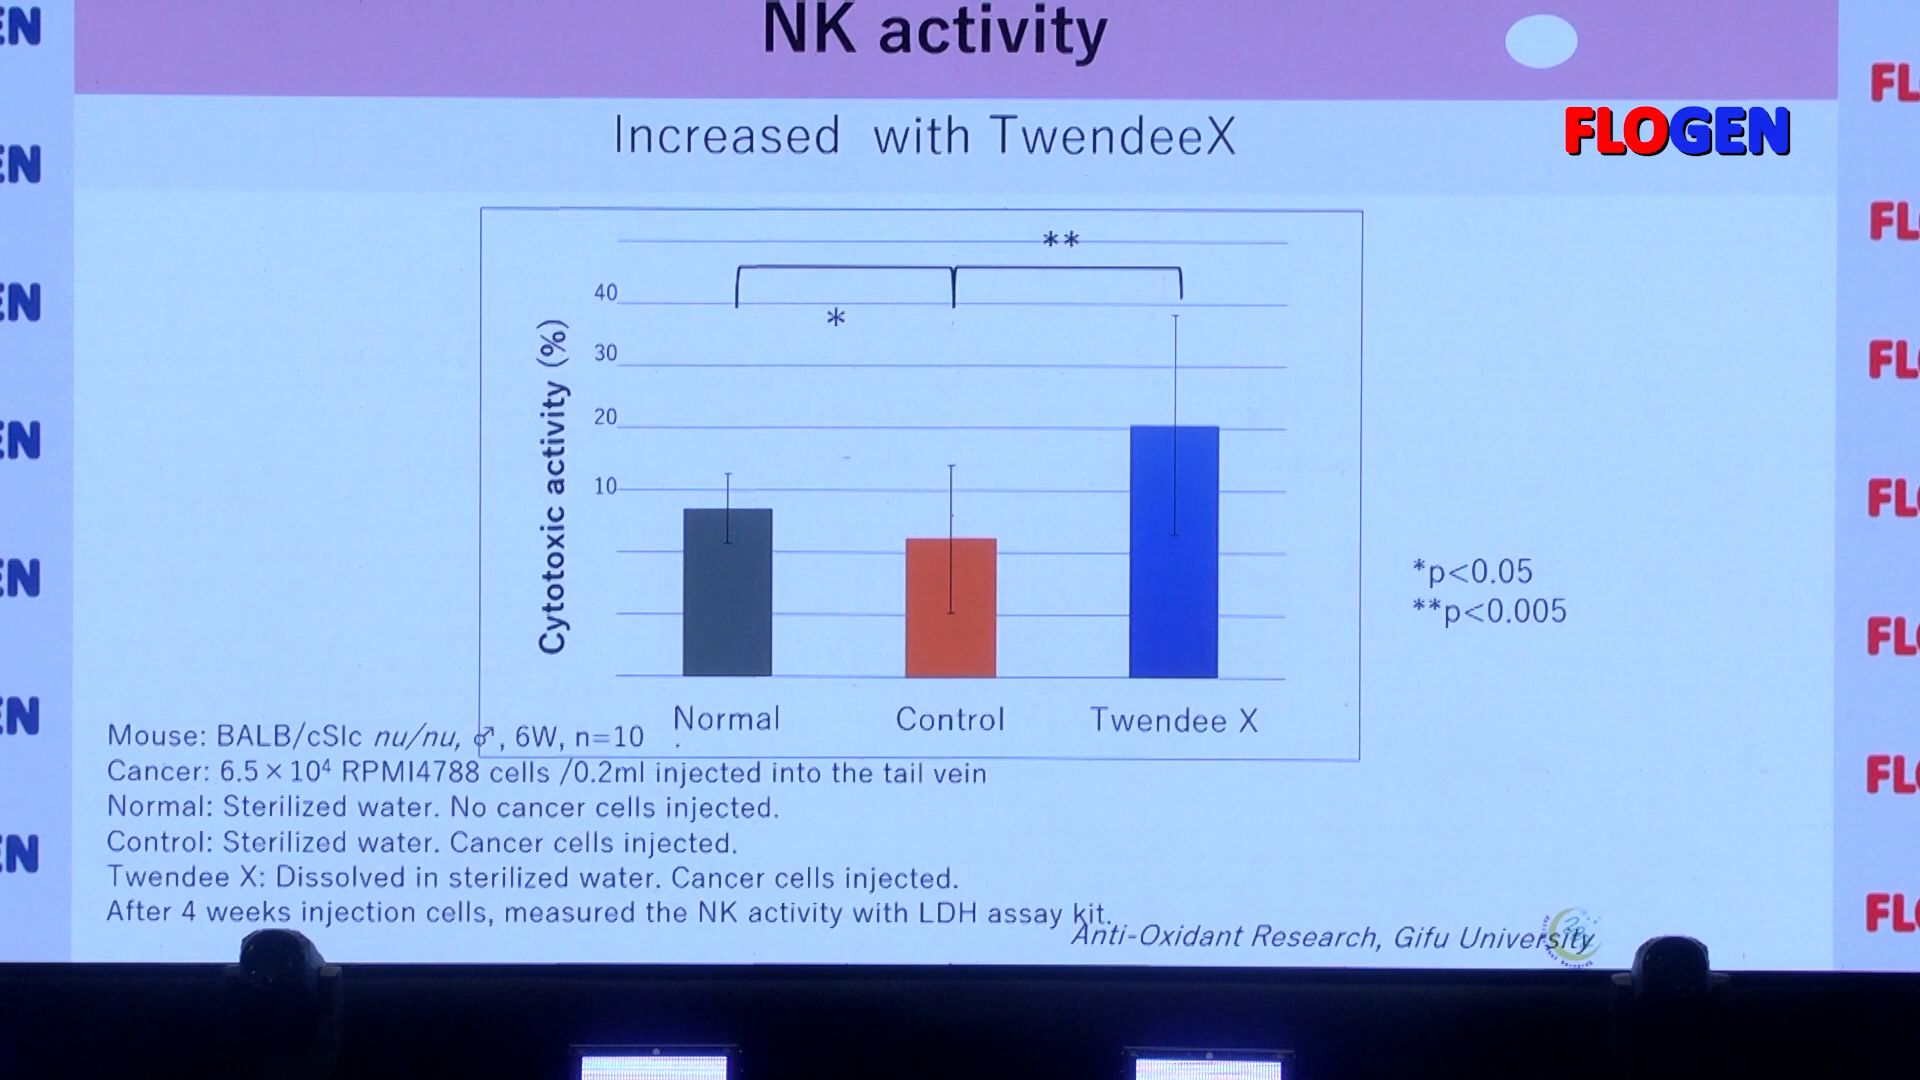 NK activity
Increased with TwendeeX
FLOGEN
**
*
40
30
20
10
Cytotoxic activity (%)
Normal
Control
Twendee X
*p<0.05
**p<0.005
Mouse: BALB/cSlc nu/nu, ♂, 6W, n=10
Cancer: 6.5×10⁴ RPMI4788 cells /0.2ml injected into the tail vein
Normal: Sterilized water. No cancer cells injected.
Control: Sterilized water. Cancer cells injected.
Twendee X: Dissolved in sterilized water. Cancer cells injected.
After 4 weeks injection cells, measured the NK activity with LDH assay kit.
Anti-Oxidant Research, Gifu University
EN
EN
EN
EN
EN
EN
EN
FL
FL
FL
FL
FL
FL
FL